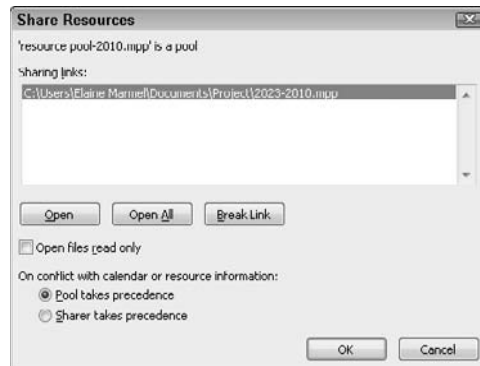 Share Resources
'resource pool-2010.mpp' is a pool
Sharing links:
C:\Users\Elaine Marmel\Documents\Project\2023-2010.mpp
Open
Open All
Break Link
Open files read only
On conflict with calendar or resource information:
Pool takes precedence
Sharer takes precedence
OK
Cancel